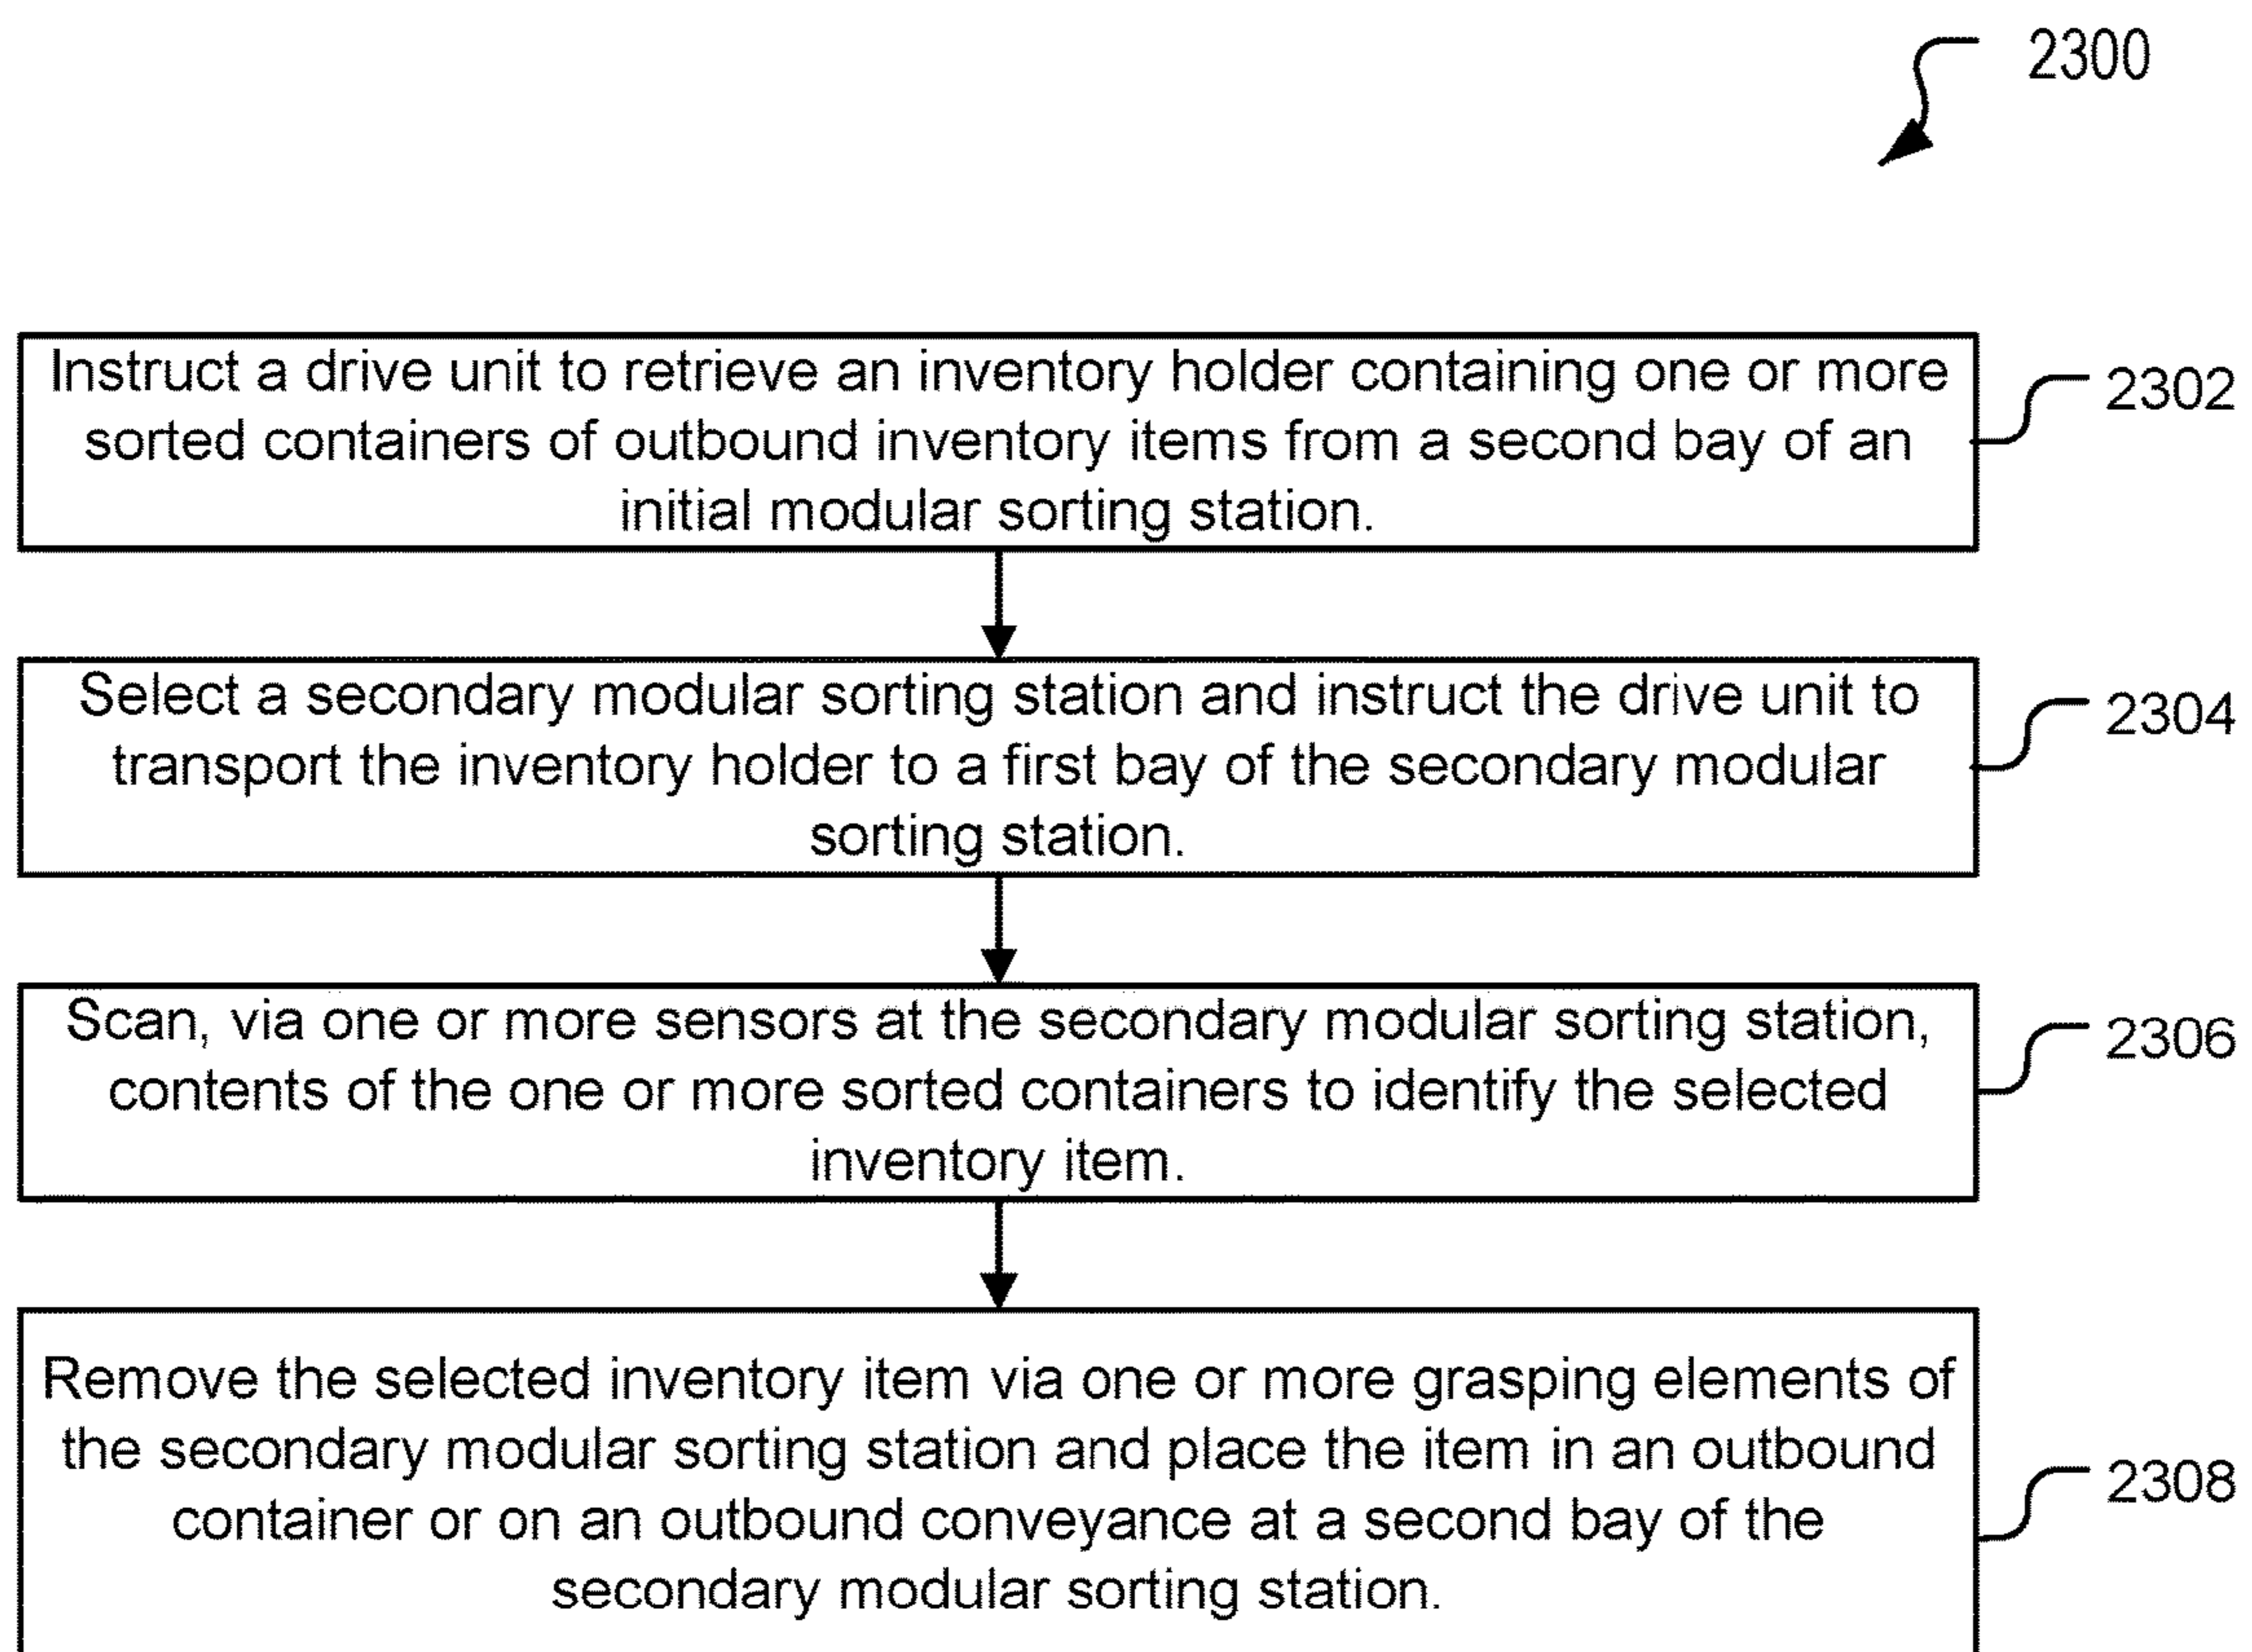 2300
Instruct a drive unit to retrieve an inventory holder containing one or more
sorted containers of outbound inventory items from a second bay of an
initial modular sorting station.
2302
Select a secondary modular sorting station and instruct the drive unit to
transport the inventory holder to a first bay of the secondary modular
sorting station.
2304
Scan, via one or more sensors at the secondary modular sorting station,
contents of the one or more sorted containers to identify the selected
inventory item.
2306
Remove the selected inventory item via one or more grasping elements of
the secondary modular sorting station and place the item in an outbound
container or on an outbound conveyance at a second bay of the
secondary modular sorting station.
2308